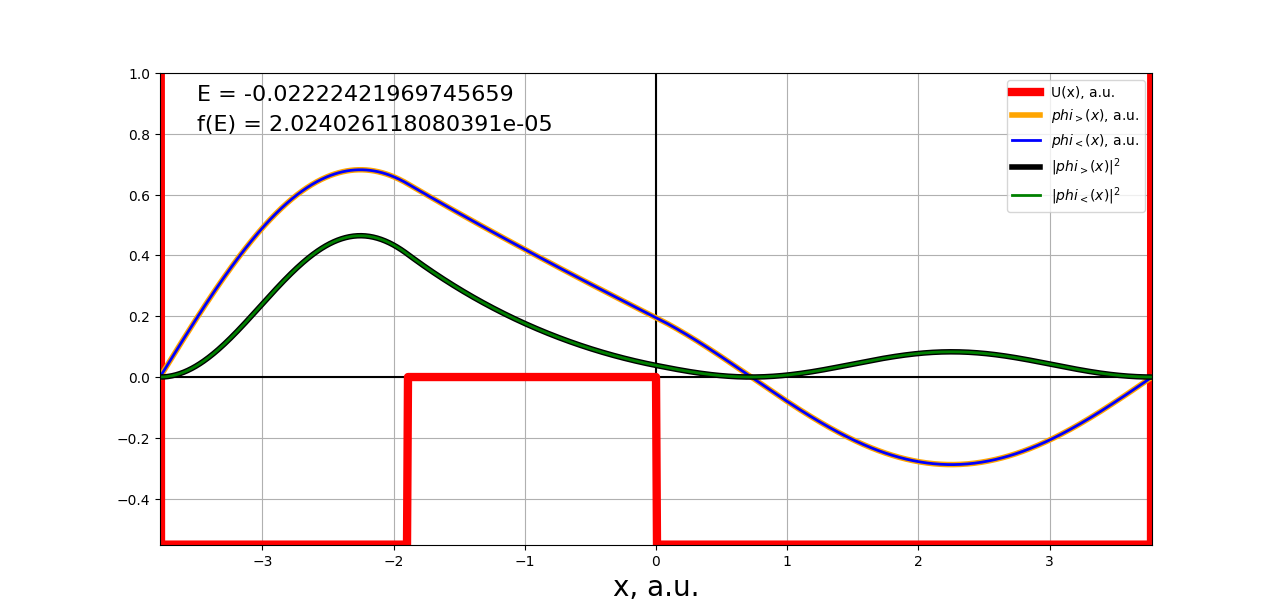 E = -0.02222421969745659
f(E) = 2.024026118080391e-05
U(x), a.u.
phi>(x), a.u.
phi<(x), a.u.
|phi>(x)|²
|phi<(x)|²
1.0
0.8
0.6
0.4
0.2
0.0
−0.2
−0.4
−3 −2 −1 0 1 2 3
x, a.u.